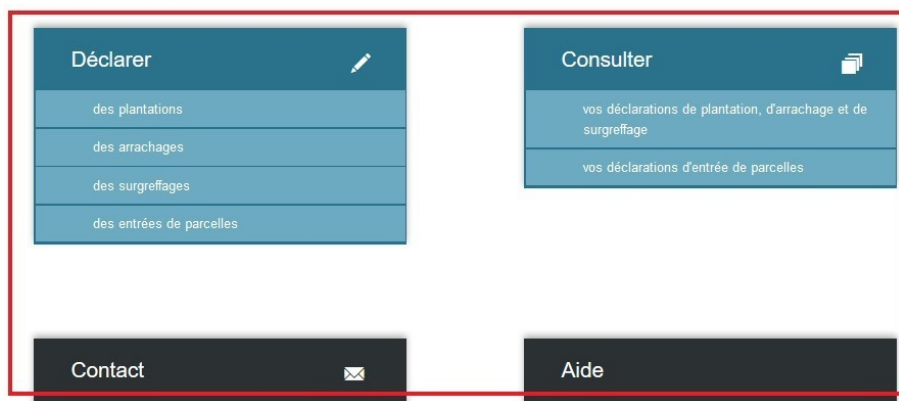 Déclarer
des plantations
des arrachages
des surgreffages
des entrées de parcelles
Consulter
vos déclarations de plantation, d'arrachage et de
surgreffage
vos déclarations d'entrée de parcelles
Contact
Aide